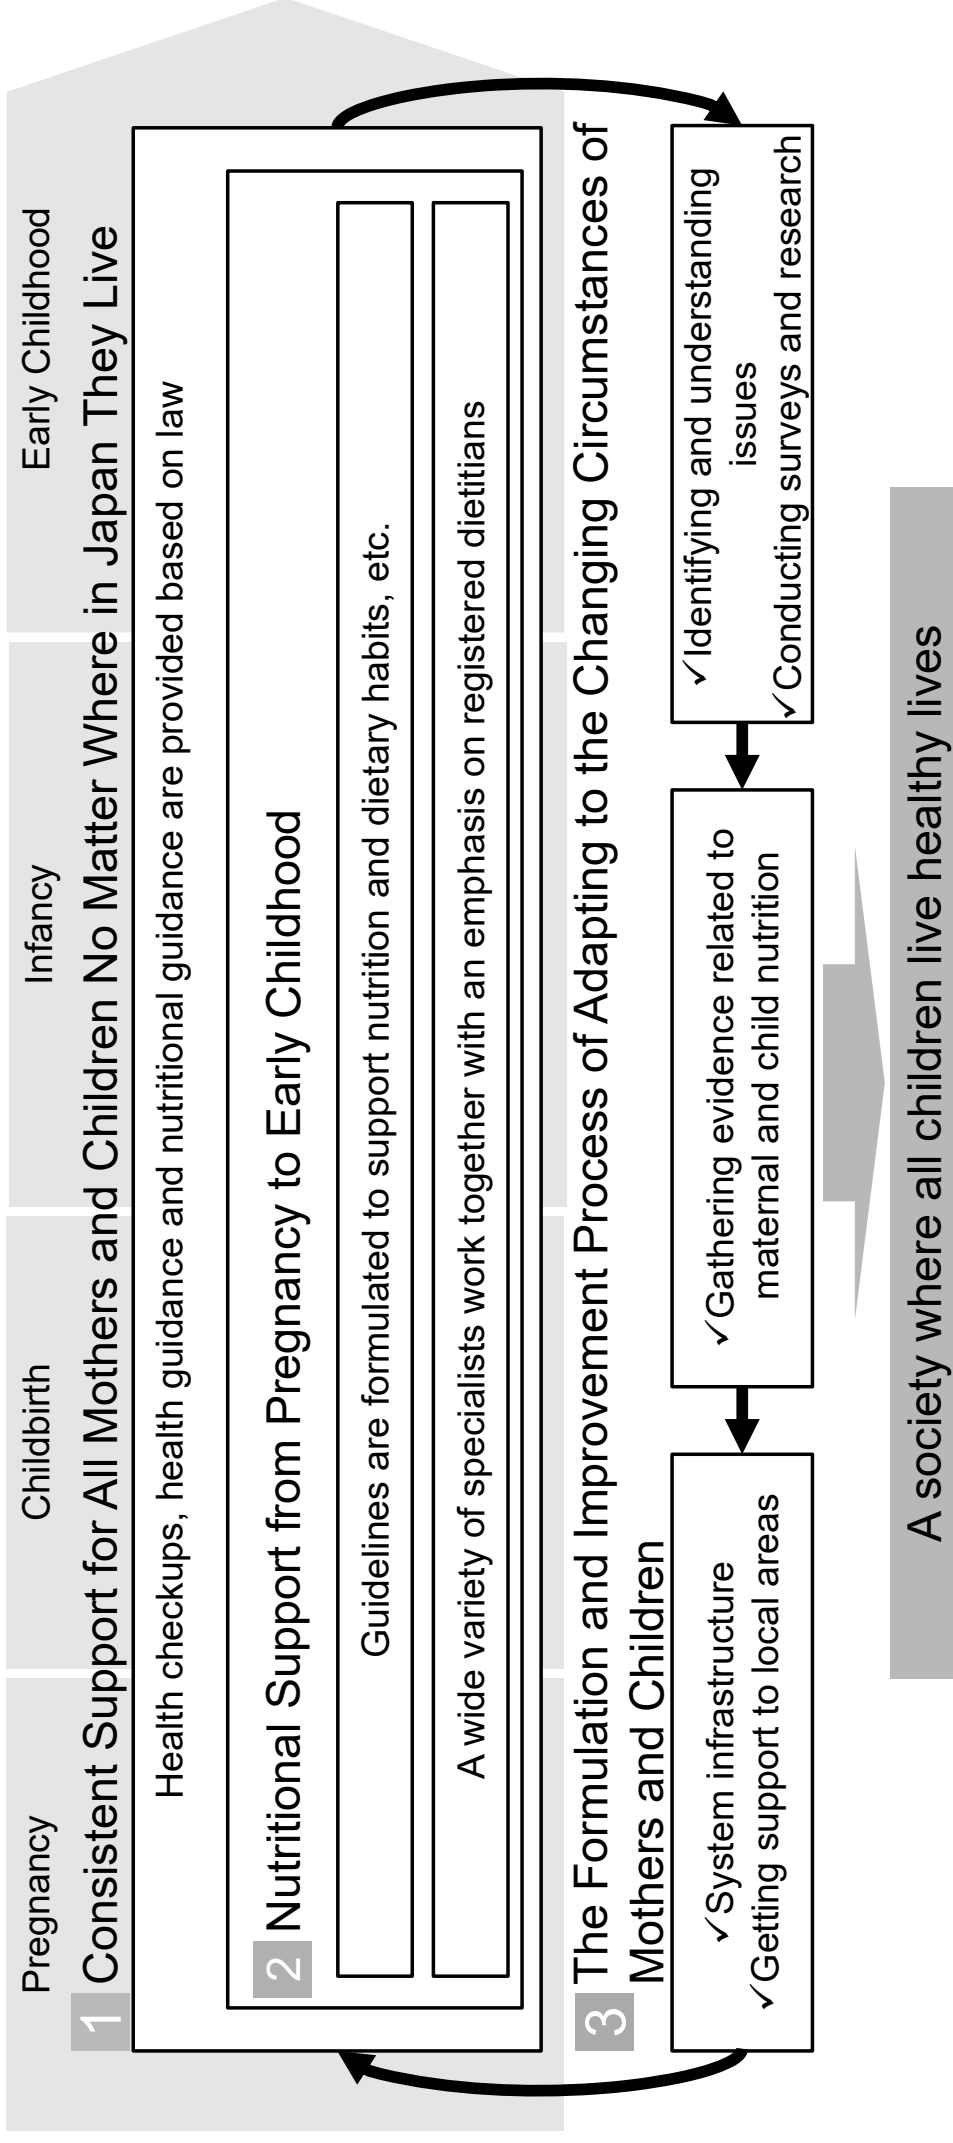 Pregnancy
Childbirth
Infancy
Early Childhood
1 Consistent Support for All Mothers and Children No Matter Where in Japan They Live
Health checkups, health guidance and nutritional guidance are provided based on law
2 Nutritional Support from Pregnancy to Early Childhood
Guidelines are formulated to support nutrition and dietary habits, etc.
A wide variety of specialists work together with an emphasis on registered dietitians
3 The Formulation and Improvement Process of Adapting to the Changing Circumstances of
Mothers and Children
✓System infrastructure
✓Getting support to local areas
✓Gathering evidence related to
maternal and child nutrition
✓Identifying and understanding
issues
✓Conducting surveys and research
A society where all children live healthy lives